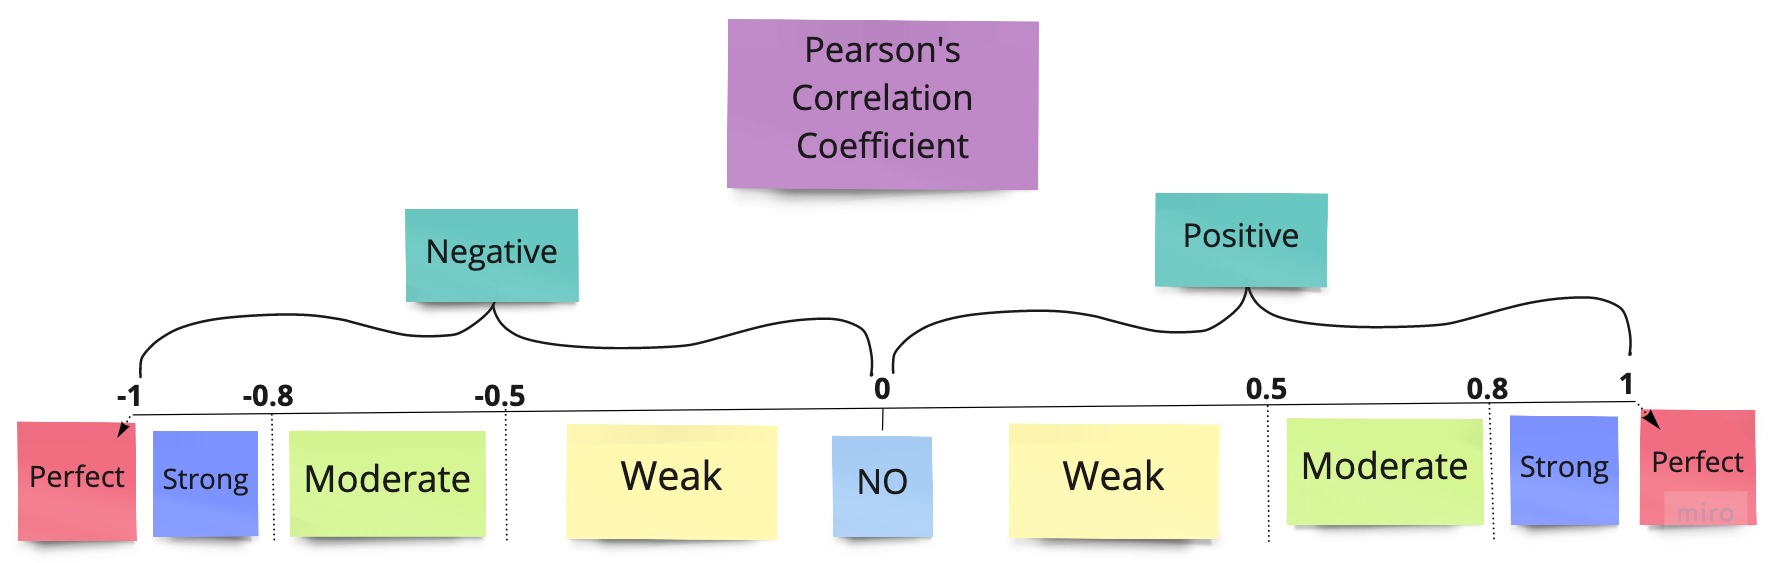 Pearson's
Correlation
Coefficient
Negative
Positive
-1
-0.8
-0.5
0
0.5
0.8
1
Perfect
Strong
Moderate
Weak
NO
Weak
Moderate
Strong
Perfect
miro